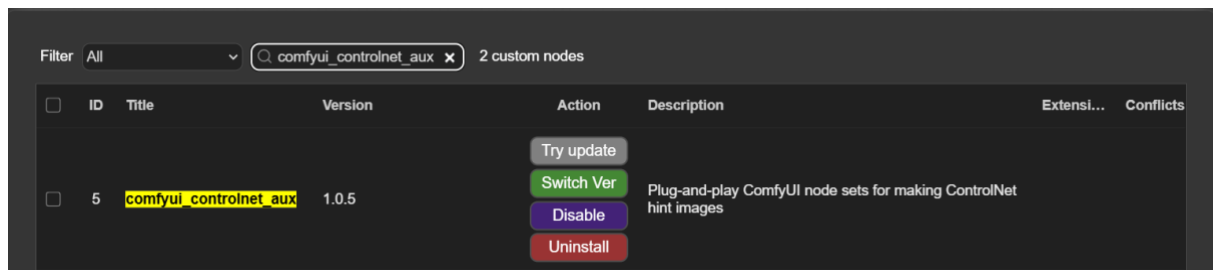 Filter All comfyui_controlnet_aux × 2 custom nodes
ID Title Version Action Description Extensi... Conflicts
Try update
Switch Ver
5 comfyui_controlnet_aux 1.0.5
Plug-and-play ComfyUI node sets for making ControlNet
hint images
Disable
Uninstall